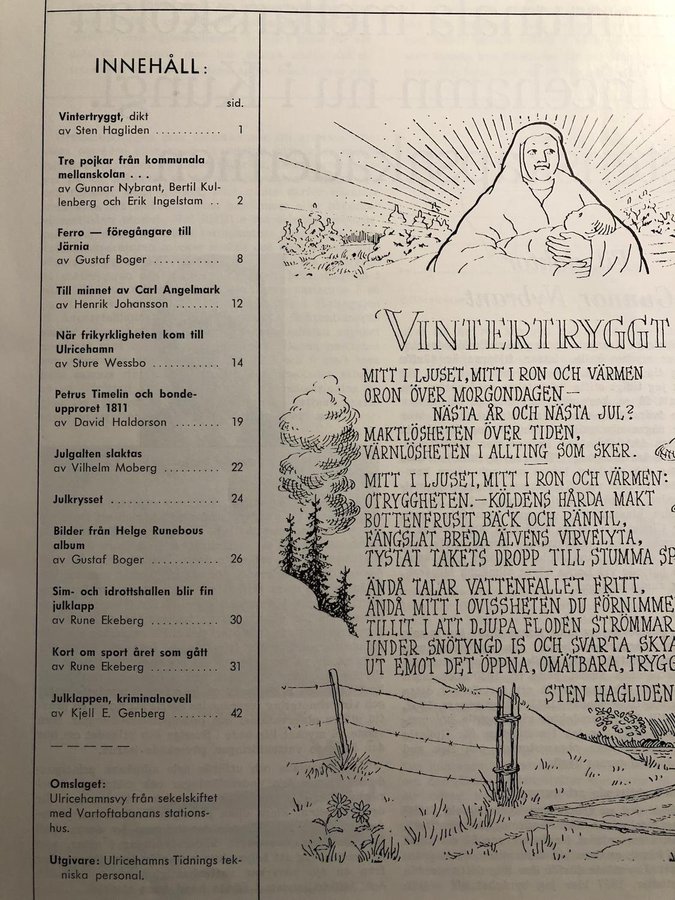 INNEHÅLL:
sid.
Vintertryggt, dikt
av Sten Hagliden ............ 1
Tre pojkar från kommunala
mellanskolan . . .
av Gunnar Nybrant, Bertil Kul-
lenberg och Erik Ingelstam .. 2
Ferro — föregångare till
Järnia
av Gustaf Boger ............ 8
Till minnet av Carl Angelmark
av Henrik Johansson ........ 12
När frikyrkligheten kom till
Ulricehamn
av Sture Wessbo ............ 14
Petrus Timelin och bonde-
upproret 1811
av David Haldorson ........ 19
Julgalten slaktas
av Vilhelm Moberg .......... 22
Julkrysset .................. 24
Bilder från Helge Runebous
album
av Gustaf Boger ............ 26
Sim- och idrottshallen blir fin
julklapp
av Rune Ekeberg ............ 30
Kort om sport året som gått
av Rune Ekeberg ............ 31
Julklappen, kriminalnovell
av Kjell E. Genberg ........ 42
— — — — —
Omslaget:
Ulricehamnsvy från sekelskiftet
med Vartoftabanans stations-
hus.
Utgivare: Ulricehamns Tidnings tek-
niska personal.
VINTERTRYGGT
MITT I LJUSET, MITT I RON OCH VÄRMEN
ORON ÖVER MORGONDAGEN—
NÄSTA ÅR OCH NÄSTA JUL?
MAKTLÖSHETEN ÖVER TIDEN,
VÄRNLÖSHETEN I ALLTING SOM SKER.
MITT I LJUSET, MITT I RON OCH VÄRMEN:
OTRYGGHETEN.—KÖLDENS HÅRDA MAKT
BOTTENFRUSIT BÄCK OCH RÄNNIL,
FÄNGSLAT BREDA ÄLVENS VIRVELYTA,
TYSTAT TAKETS DROPP TILL STUMMA SP
ÄNDÅ TALAR VATTENFALLET FRITT,
ÄNDÅ MITT I OVISSHETEN DU FÖRNIMME
TILLIT I ATT DJUPA FLODEN STRÖMMAR
UNDER SNÖTYNGD IS OCH SVARTA SKYA
UT EMOT DET ÖPPNA, OMÄTBARA, TRYGG
STEN HAGLIDEN